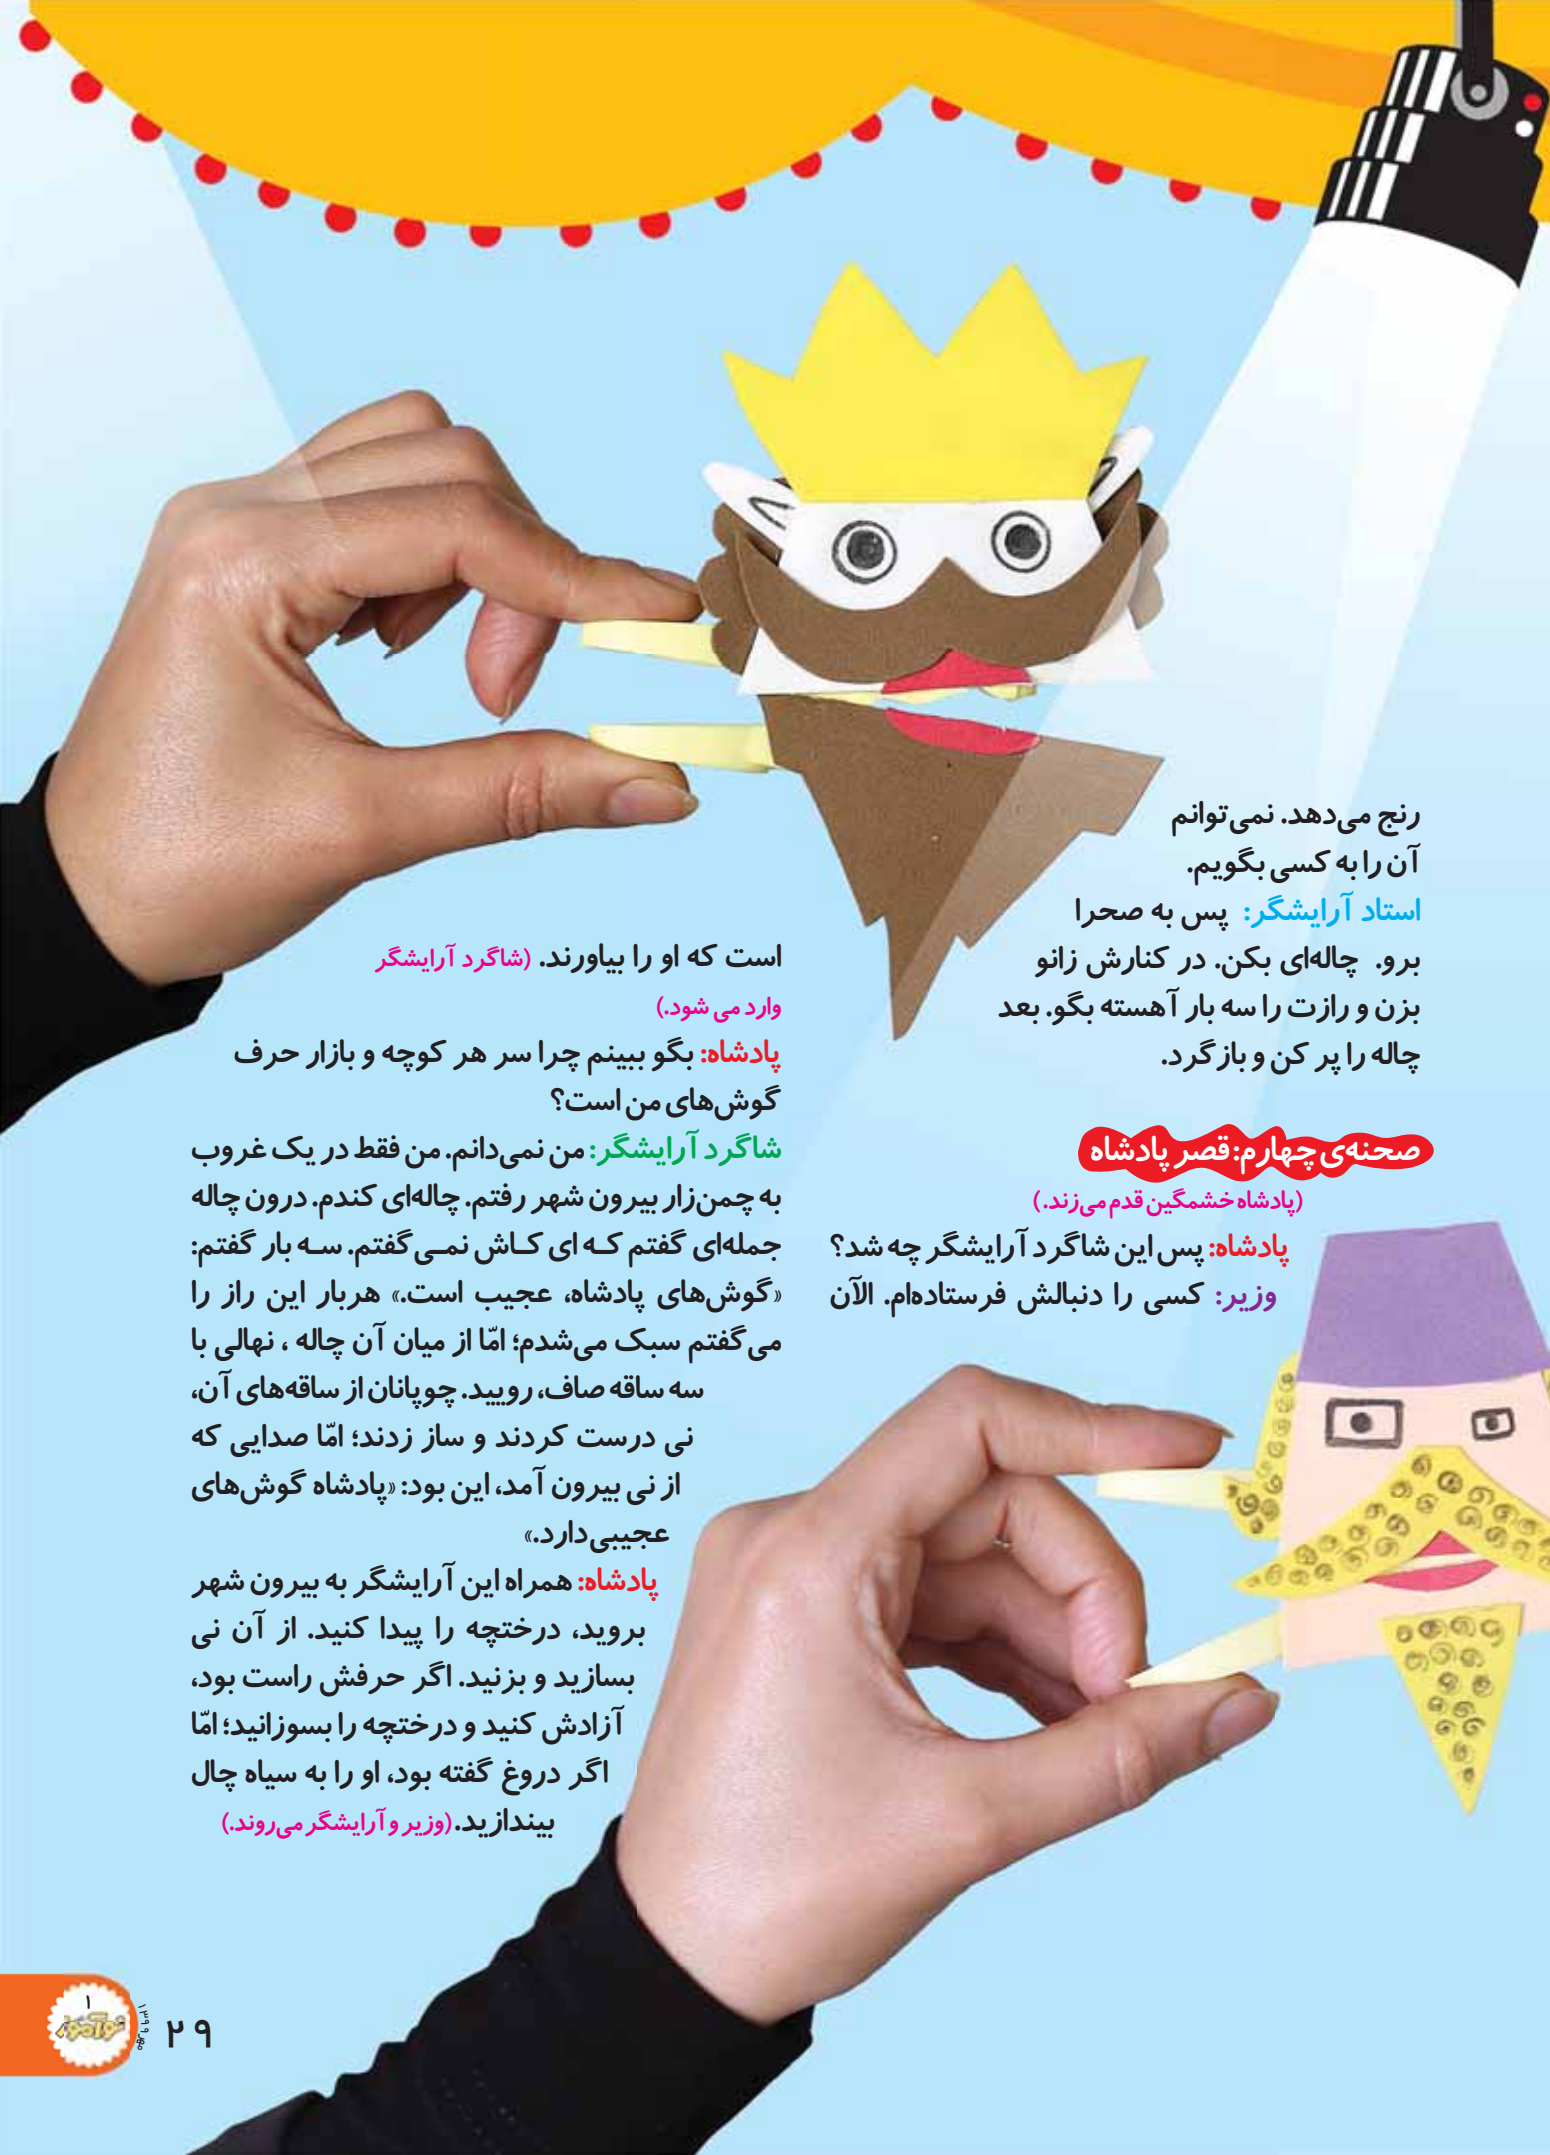 رنج می‌دهد. نمی‌توانم
آن را به کسی بگویم.
استاد آرایشگر: پس به صحرا
برو. چاله‌ای بکن. در کنارش زانو
بزن و رازت را سه بار آهسته بگو. بعد
چاله را پر کن و بازگرد.
صحنه‌ی چهارم: قصر پادشاه
(پادشاه خشمگین قدم می‌زند.)
پادشاه: پس این شاگرد آرایشگر چه شد؟
وزیر: کسی را دنبالش فرستاده‌ام. الآن
است که او را بیاورند. (شاگرد آرایشگر
وارد می شود.)
پادشاه: بگو ببینم چرا سر هر کوچه و بازار حرف
گوش‌های من است؟
شاگرد آرایشگر: من نمی‌دانم. من فقط در یک غروب
به چمن‌زار بیرون شهر رفتم. چاله‌ای کندم. درون چاله
جمله‌ای گفتم که ای کاش نمی‌گفتم. سه بار گفتم:
«گوش‌های پادشاه، عجیب است.» هربار این راز را
می‌گفتم سبک می‌شدم؛ امّا از میان آن چاله ، نهالی با
سه ساقه صاف، رویید. چوپانان از ساقه‌های آن،
نی درست کردند و ساز زدند؛ امّا صدایی که
از نی بیرون آمد، این بود: «پادشاه گوش‌های
عجیبی‌دارد.»
پادشاه: همراه این آرایشگر به بیرون شهر
بروید، درختچه را پیدا کنید. از آن نی
بسازید و بزنید. اگر حرفش راست بود،
آزادش کنید و درختچه را بسوزانید؛ امّا
اگر دروغ گفته بود، او را به سیاه چال
بیندازید. (وزیر و آرایشگر می‌روند.)
۱
نوآموز
مهر ۱۳۹۹
۲۹